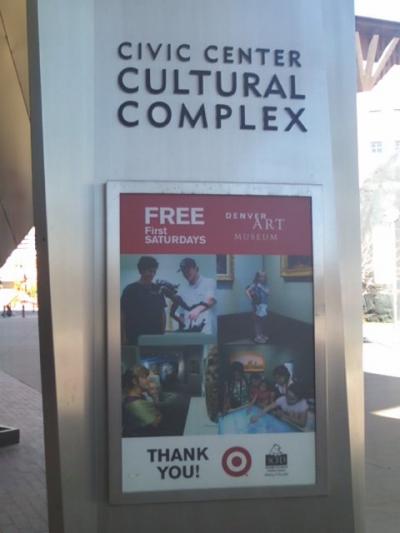 CIVIC CENTER
CULTURAL
COMPLEX
FREE
First
SATURDAYS
DENVER
ART
MUSEUM
THANK
YOU!